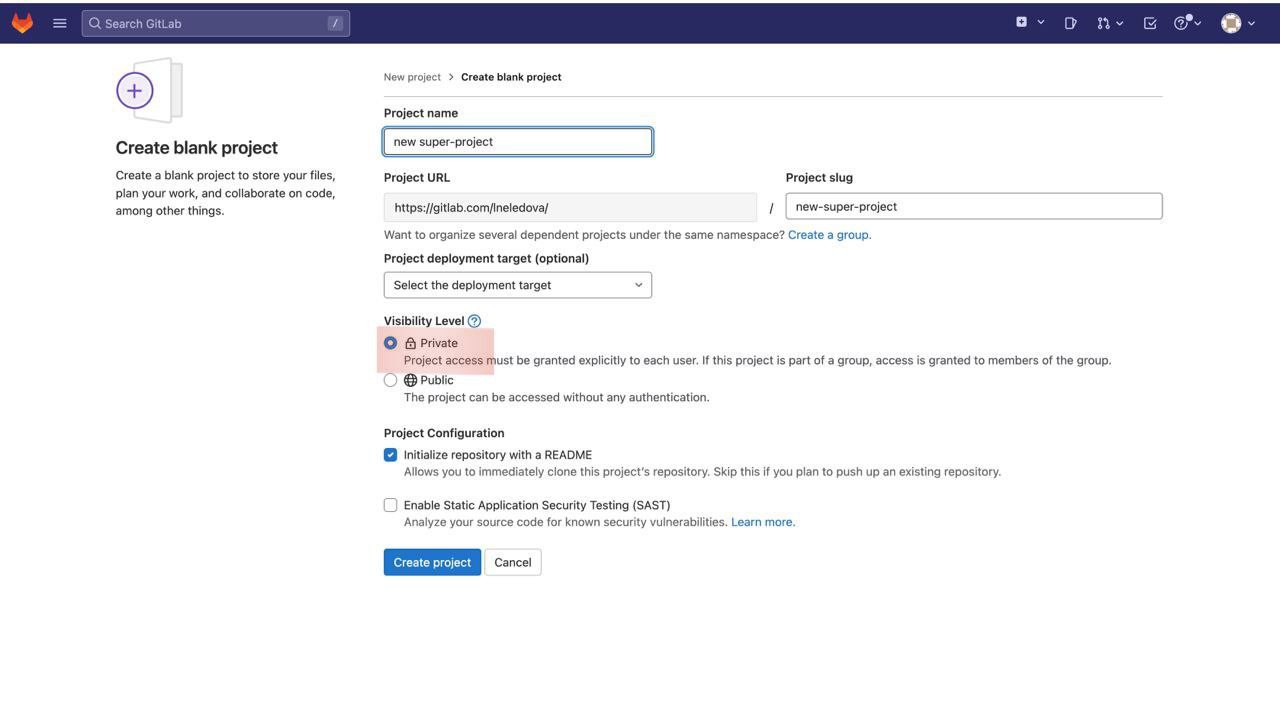 Search GitLab /
New project > Create blank project
Create blank project
Create a blank project to store your files,
plan your work, and collaborate on code,
among other things.
Project name
new super-project
Project URL
Project slug
https://gitlab.com/lneledova/
/
new-super-project
Want to organize several dependent projects under the same namespace? Create a group.
Project deployment target (optional)
Select the deployment target
Visibility Level ?
Private
Project access must be granted explicitly to each user. If this project is part of a group, access is granted to members of the group.
Public
The project can be accessed without any authentication.
Project Configuration
Initialize repository with a README
Allows you to immediately clone this project's repository. Skip this if you plan to push up an existing repository.
Enable Static Application Security Testing (SAST)
Analyze your source code for known security vulnerabilities. Learn more.
Create project
Cancel